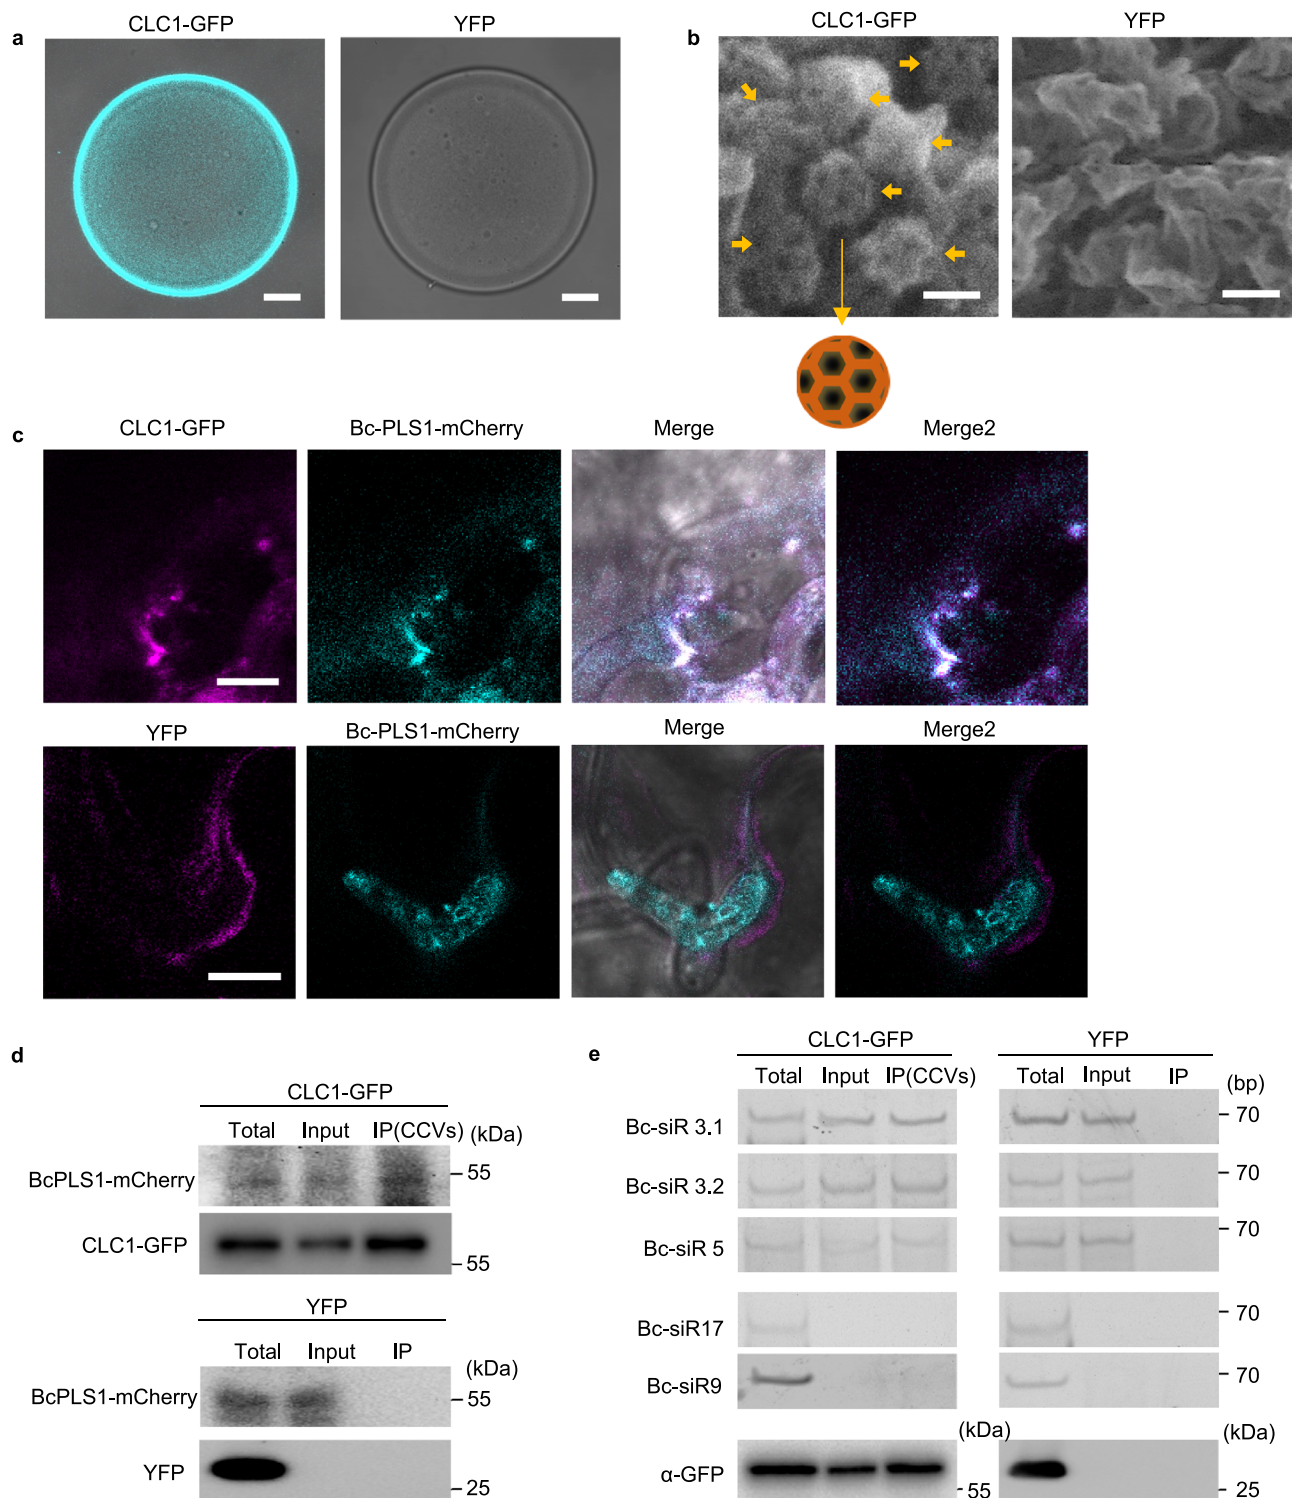 a
CLC1-GFP
YFP
b
CLC1-GFP
YFP
c
CLC1-GFP
Bc-PLS1-mCherry
Merge
Merge2
YFP
Bc-PLS1-mCherry
Merge
Merge2
d
CLC1-GFP
Total Input IP(CCVs) (kDa)
BcPLS1-mCherry
55
CLC1-GFP
55
YFP
Total Input IP (kDa)
BcPLS1-mCherry
55
YFP
25
e
CLC1-GFP YFP
Total Input IP(CCVs) Total Input IP (bp)
Bc-siR 3.1
70
Bc-siR 3.2
70
Bc-siR 5
70
Bc-siR17
70
Bc-siR9
70
(kDa) (kDa)
α-GFP
55 25